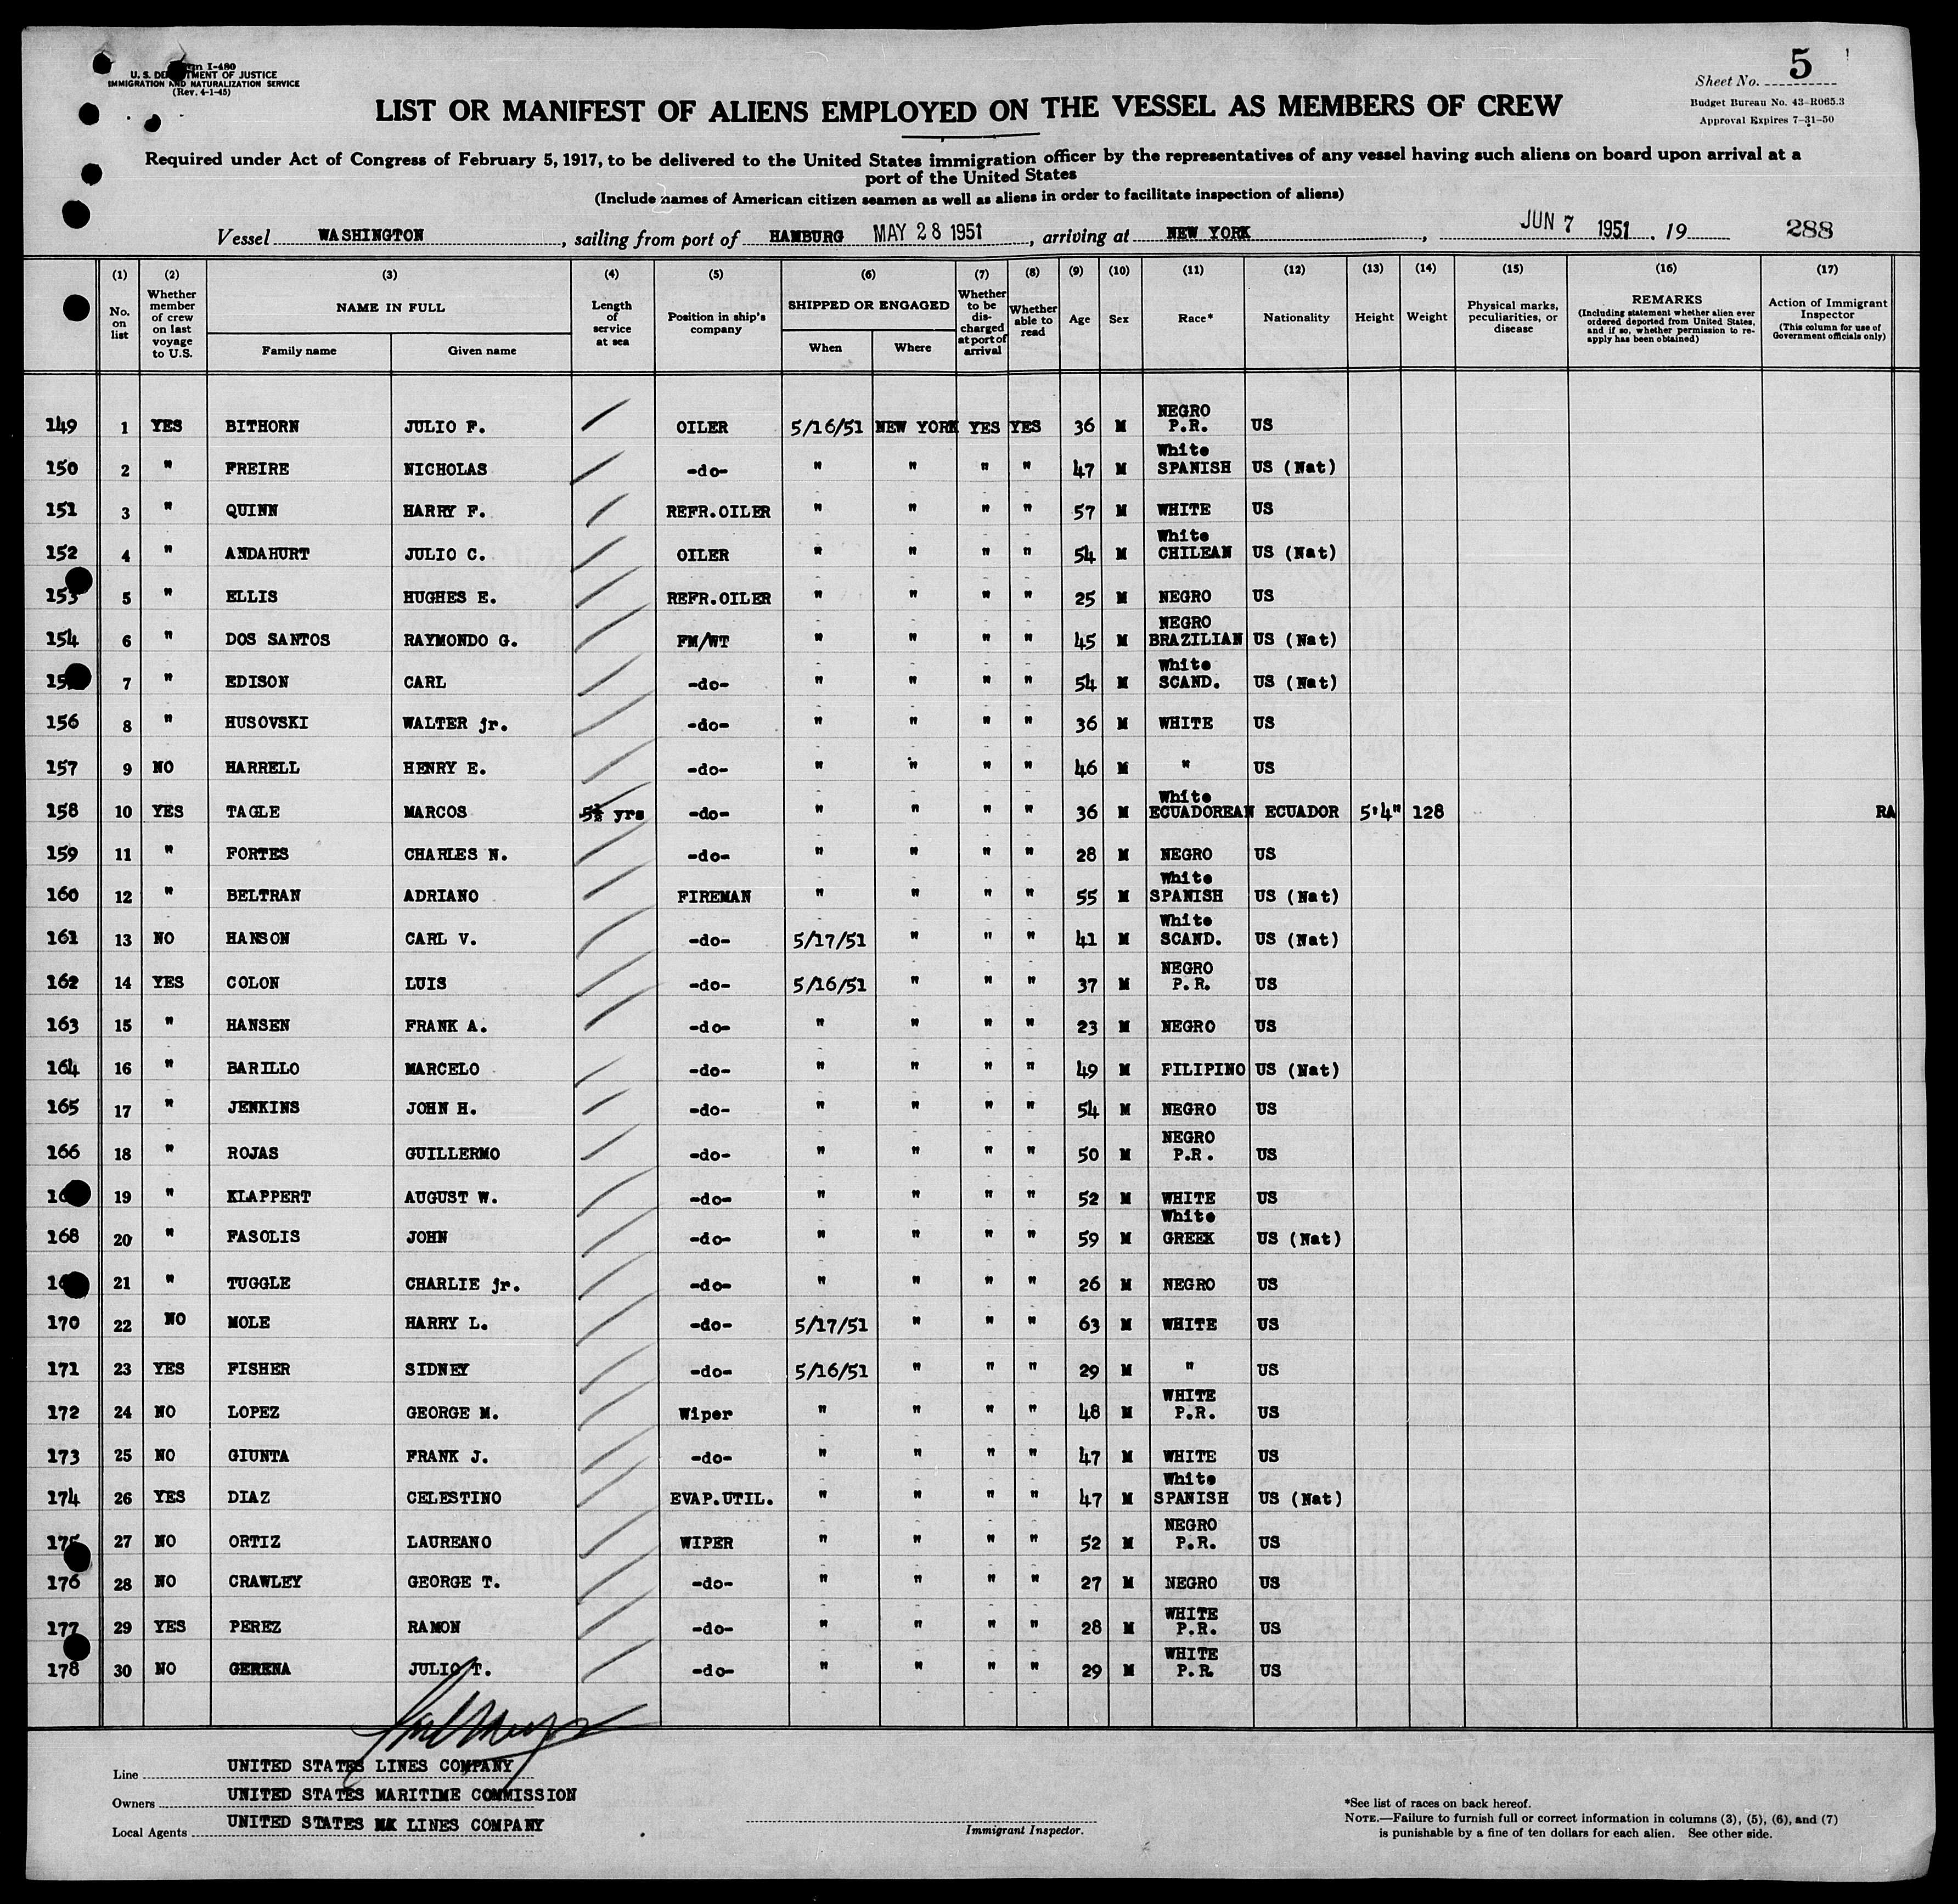 Form I-480
U. S. DEPARTMENT OF JUSTICE
IMMIGRATION AND NATURALIZATION SERVICE
(Rev. 4-1-45)
Sheet No. 5
Budget Bureau No. 43-R065.3
Approval Expires 7-31-50
LIST OR MANIFEST OF ALIENS EMPLOYED ON THE VESSEL AS MEMBERS OF CREW
Required under Act of Congress of February 5, 1917, to be delivered to the United States immigration officer by the representatives of any vessel having such aliens on board upon arrival at a
port of the United States
(Include names of American citizen seamen as well as aliens in order to facilitate inspection of aliens)
Vessel WASHINGTON, sailing from port of HAMBURG MAY 28 1951, arriving at NEW YORK, JUN 7 1951, 19 288
(1) (2) (3) (4) (5) (6) (7) (8) (9) (10) (11) (12) (13) (14) (15) (16) (17)
No. on list
Whether member of crew on last voyage to U.S.
NAME IN FULL
Family name
Given name
Length of service at sea
Position in ship's company
SHIPPED OR ENGAGED
When
Where
Whether to be discharged at port of arrival
Whether able to read
Age
Sex
Race*
Nationality
Height
Weight
Physical marks, peculiarities, or disease
REMARKS
(Including statement whether alien ever ordered deported from United States, and if so, whether permission to re-apply has been obtained)
Action of Immigrant Inspector
(This column for use of Government officials only)
149 1 YES BITHORN JULIO F. OILER 5/16/51 NEW YORK YES YES 36 M NEGRO P.R. US
150 2 " FREIRE NICHOLAS -do- " " " " 47 M White SPANISH US (Nat)
151 3 " QUINN HARRY F. REFR.OILER " " " " 57 M WHITE US
152 4 " ANDAHURT JULIO C. OILER " " " " 54 M White CHILEAN US (Nat)
153 5 " ELLIS HUGHES E. REFR.OILER " " " " 25 M NEGRO US
154 6 " DOS SANTOS RAYMONDO G. FM/WT " " " " 45 M NEGRO BRAZILIAN US (Nat)
15 7 " EDISON CARL -do- " " " " 54 M White SCAND. US (Nat)
156 8 " HUSOVSKI WALTER jr. -do- " " " " 36 M WHITE US
157 9 NO HARRELL HENRY E. -do- " " " " 46 M " US
158 10 YES TAGLE MARCOS 5½ yrs -do- " " " " 36 M White ECUADOREAN ECUADOR 5'4" 128 RA
159 11 " FORTES CHARLES N. -do- " " " " 28 M NEGRO US
160 12 " BELTRAN ADRIANO FIREMAN " " " " 55 M White SPANISH US (Nat)
161 13 NO HANSON CARL V. -do- 5/17/51 " " " 41 M White SCAND. US (Nat)
162 14 YES COLON LUIS -do- 5/16/51 " " " 37 M NEGRO P.R. US
163 15 " HANSEN FRANK A. -do- " " " " 23 M NEGRO US
164 16 " BARILLO MARCELO -do- " " " " 49 M FILIPINO US (Nat)
165 17 " JENKINS JOHN H. -do- " " " " 54 M NEGRO US
166 18 " ROJAS GUILLERMO -do- " " " " 50 M NEGRO P.R. US
16 19 " KLAPPERT AUGUST W. -do- " " " " 52 M WHITE US
168 20 " FASOLIS JOHN -do- " " " " 59 M White GREEK US (Nat)
16 21 " TUGGLE CHARLIE jr. -do- " " " " 26 M NEGRO US
170 22 NO MOLE HARRY L. -do- 5/17/51 " " " 63 M WHITE US
171 23 YES FISHER SIDNEY -do- 5/16/51 " " " 29 M " US
172 24 NO LOPEZ GEORGE M. Wiper " " " " 48 M WHITE P.R. US
173 25 NO GIUNTA FRANK J. -do- " " " " 47 M WHITE US
174 26 YES DIAZ CELESTINO EVAP.UTIL. " " " " 47 M White SPANISH US (Nat)
175 27 NO ORTIZ LAUREANO WIPER " " " " 52 M NEGRO P.R. US
176 28 NO CRAWLEY GEORGE T. -do- " " " " 27 M NEGRO US
177 29 YES PEREZ RAMON -do- " " " " 28 M WHITE P.R. US
178 30 NO GERENA JULIO T. -do- " " " " 29 M WHITE P.R. US
Line UNITED STATES LINES COMPANY
Owners UNITED STATES MARITIME COMMISSION
Local Agents UNITED STATES LINES COMPANY
Immigrant Inspector.
*See list of races on back hereof.
NOTE.—Failure to furnish full or correct information in columns (3), (5), (6), and (7)
is punishable by a fine of ten dollars for each alien. See other side.